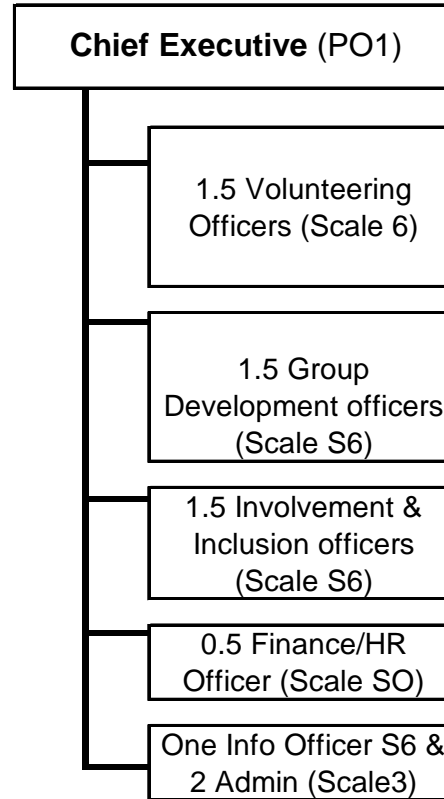 Chief Executive (PO1)
1.5 Volunteering
Officers (Scale 6)
1.5 Group
Development officers
(Scale S6)
1.5 Involvement &
Inclusion officers
(Scale S6)
0.5 Finance/HR
Officer (Scale SO)
One Info Officer S6 &
2 Admin (Scale3)